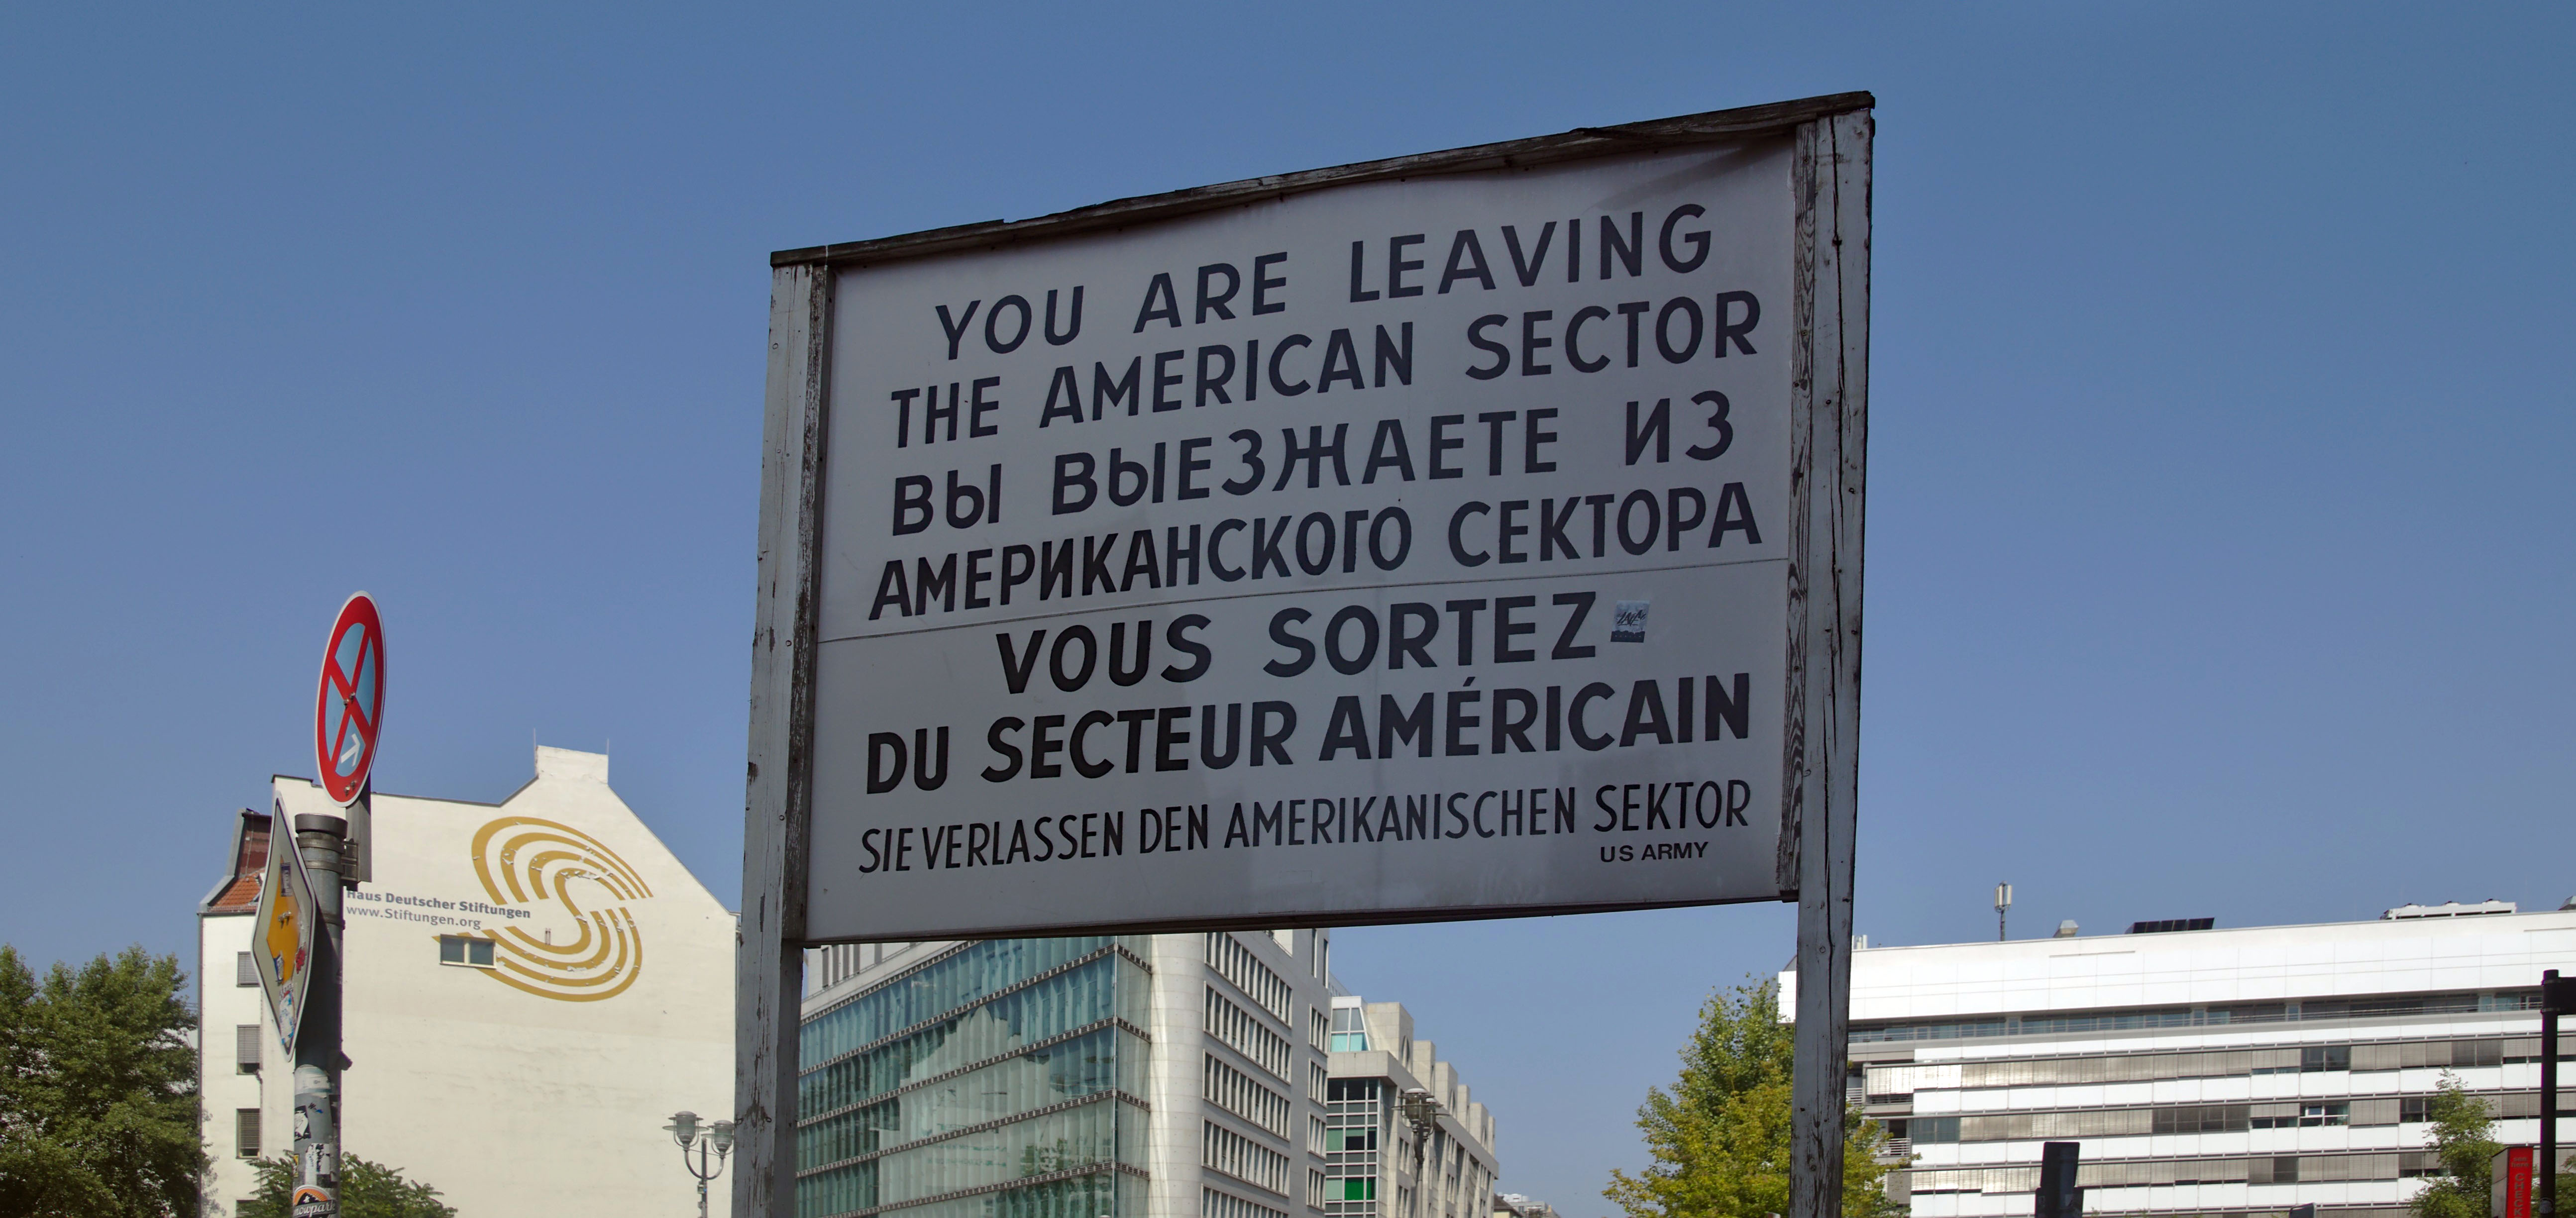 YOU ARE LEAVING
THE AMERICAN SECTOR
ВЫ ВЫЕЗЖАЕТЕ ИЗ
АМЕРИКАНСКОГО СЕКТОРА
VOUS SORTEZ
DU SECTEUR AMÉRICAIN
SIE VERLASSEN DEN AMERIKANISCHEN SEKTOR
US ARMY
Haus Deutscher Stiftungen
www.Stiftungen.org